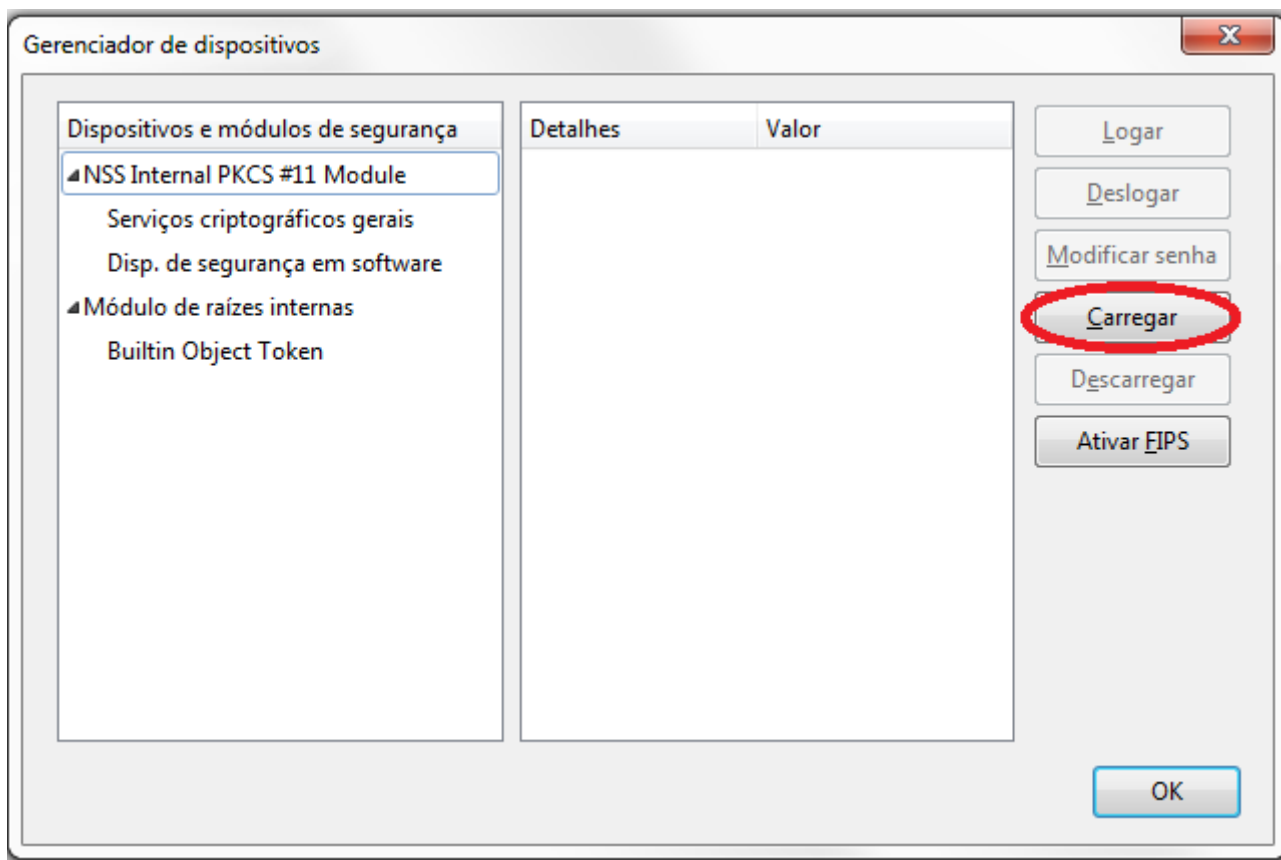 Gerenciador de dispositivos
Dispositivos e módulos de segurança
NSS Internal PKCS #11 Module
Serviços criptográficos gerais
Disp. de segurança em software
Módulo de raízes internas
Builtin Object Token
Detalhes
Valor
Logar
Deslogar
Modificar senha
Carregar
Descarregar
Ativar FIPS
OK